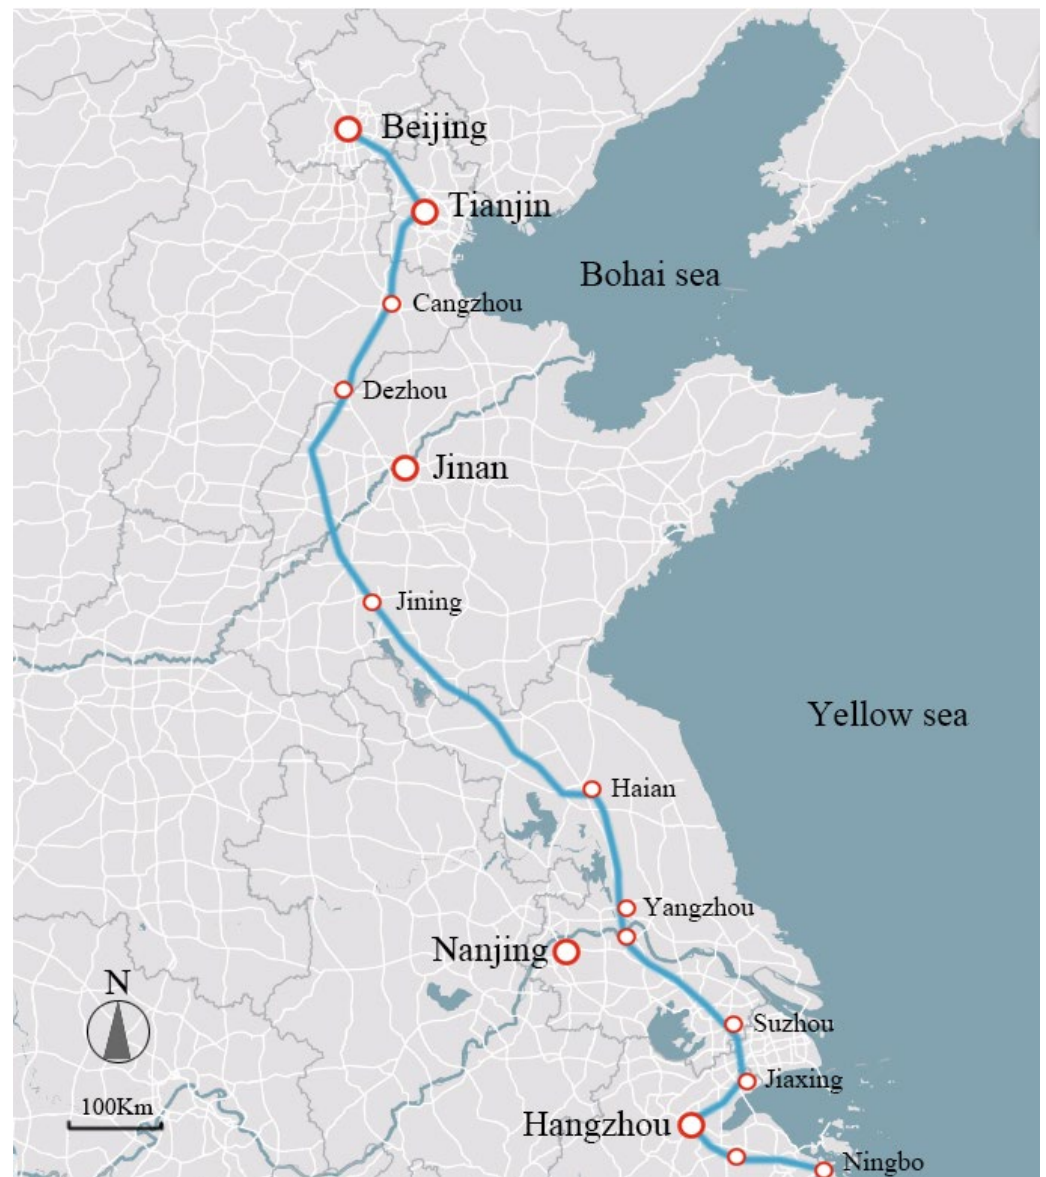 Beijing
Tianjin
Bohai sea
Cangzhou
Dezhou
Jinan
Jining
Yellow sea
Haian
Yangzhou
Nanjing
N
Suzhou
Jiaxing
100Km
Hangzhou
Ningbo